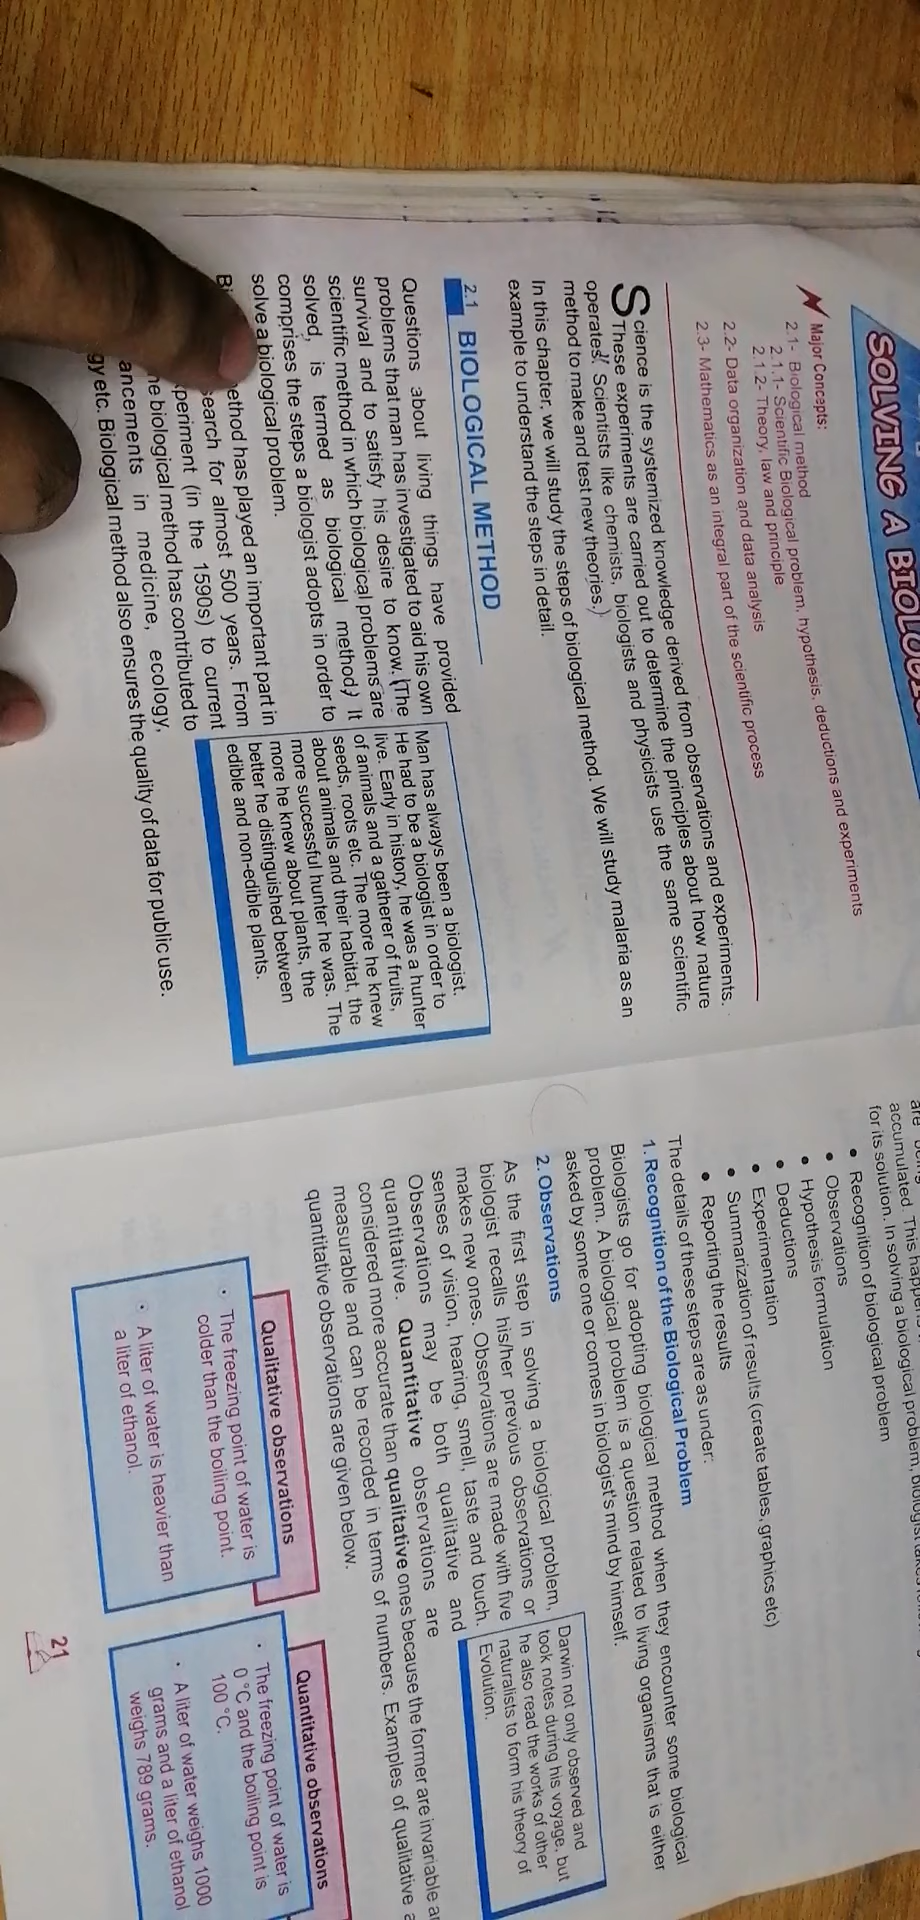 SOLVING A BIOLOGI
Major Concepts:
2.1- Biological method
2.1.1- Scientific Biological problem, hypothesis, deductions and experiments
2.1.2- Theory, law and principle
2.2- Data organization and data analysis
2.3- Mathematics as an integral part of the scientific process
Science is the systemized knowledge derived from observations and experiments.
These experiments are carried out to determine the principles about how nature
operates. Scientists like chemists, biologists and physicists use the same scientific
method to make and test new theories.)
In this chapter, we will study the steps of biological method. We will study malaria as an
example to understand the steps in detail.
2.1 BIOLOGICAL METHOD
Questions about living things have provided
problems that man has investigated to aid his own
survival and to satisfy his desire to know. (The
scientific method in which biological problems are
solved, is termed as biological method.) It
comprises the steps a biologist adopts in order to
solve a biological problem.
ethod has played an important part in
search for almost 500 years. From
periment (in the 1590s) to current
he biological method has contributed to
ancements in medicine, ecology,
gy etc. Biological method also ensures the quality of data for public use.
Man has always been a biologist.
He had to be a biologist in order to
live. Early in history, he was a hunter
of animals and a gatherer of fruits,
seeds, roots etc. The more he knew
about animals and their habitat, the
more successful hunter he was. The
more he knew about plants, the
better he distinguished between
edible and non-edible plants.
accumulated. This
for its solution. In solving a biological problem,
• Recognition of biological problem
• Observations
• Hypothesis formulation
• Deductions
• Experimentation
• Summarization of results (create tables, graphics etc)
• Reporting the results
The details of these steps are as under:
1. Recognition of the Biological Problem
Biologists go for adopting biological method when they encounter some biological
problem. A biological problem is a question related to living organisms that is either
asked by some one or comes in biologist's mind by himself.
2. Observations
As the first step in solving a biological problem,
biologist recalls his/her previous observations or
makes new ones. Observations are made with five
senses of vision, hearing, smell, taste and touch.
Observations may be both qualitative and
quantitative. Quantitative observations are
considered more accurate than qualitative ones because the former are invariable a
measurable and can be recorded in terms of numbers. Examples of qualitative a
quantitative observations are given below.
Darwin not only observed and
took notes during his voyage, but
he also read the works of other
naturalists to form his theory of
Evolution.
Qualitative observations
• The freezing point of water is
colder than the boiling point.
• A liter of water is heavier than
a liter of ethanol.
Quantitative observations
• The freezing point of water is
0 °C and the boiling point is
100 °C.
• A liter of water weighs 1000
grams and a liter of ethanol
weighs 789 grams.
21